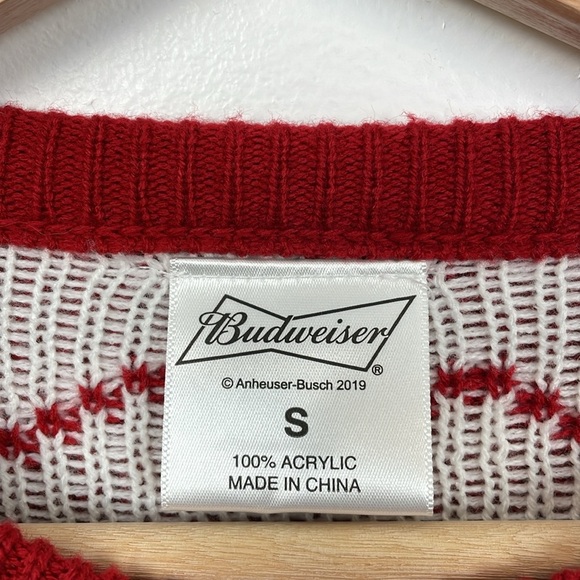 Budweiser®
© Anheuser-Busch 2019
S
100% ACRYLIC
MADE IN CHINA